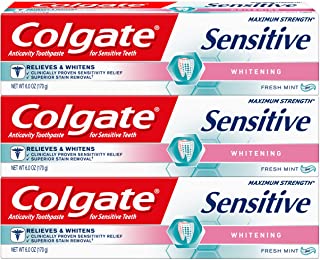 MAXIMUM STRENGTH*
Colgate® Sensitive
Anticavity Toothpaste for Sensitive Teeth
RELIEVES & WHITENS
✓ CLINICALLY PROVEN SENSITIVITY RELIEF
✓ SUPERIOR STAIN REMOVAL†
WHITENING
NET WT 6.0 OZ (170 g)
FRESH MINT
MAXIMUM STRENGTH*
Colgate® Sensitive
Anticavity Toothpaste for Sensitive Teeth
RELIEVES & WHITENS
✓ CLINICALLY PROVEN SENSITIVITY RELIEF
✓ SUPERIOR STAIN REMOVAL†
WHITENING
NET WT 6.0 OZ (170 g)
FRESH MINT
MAXIMUM STRENGTH*
Colgate® Sensitive
Anticavity Toothpaste for Sensitive Teeth
RELIEVES & WHITENS
✓ CLINICALLY PROVEN SENSITIVITY RELIEF
✓ SUPERIOR STAIN REMOVAL†
WHITENING
NET WT 6.0 OZ (170 g)
FRESH MINT